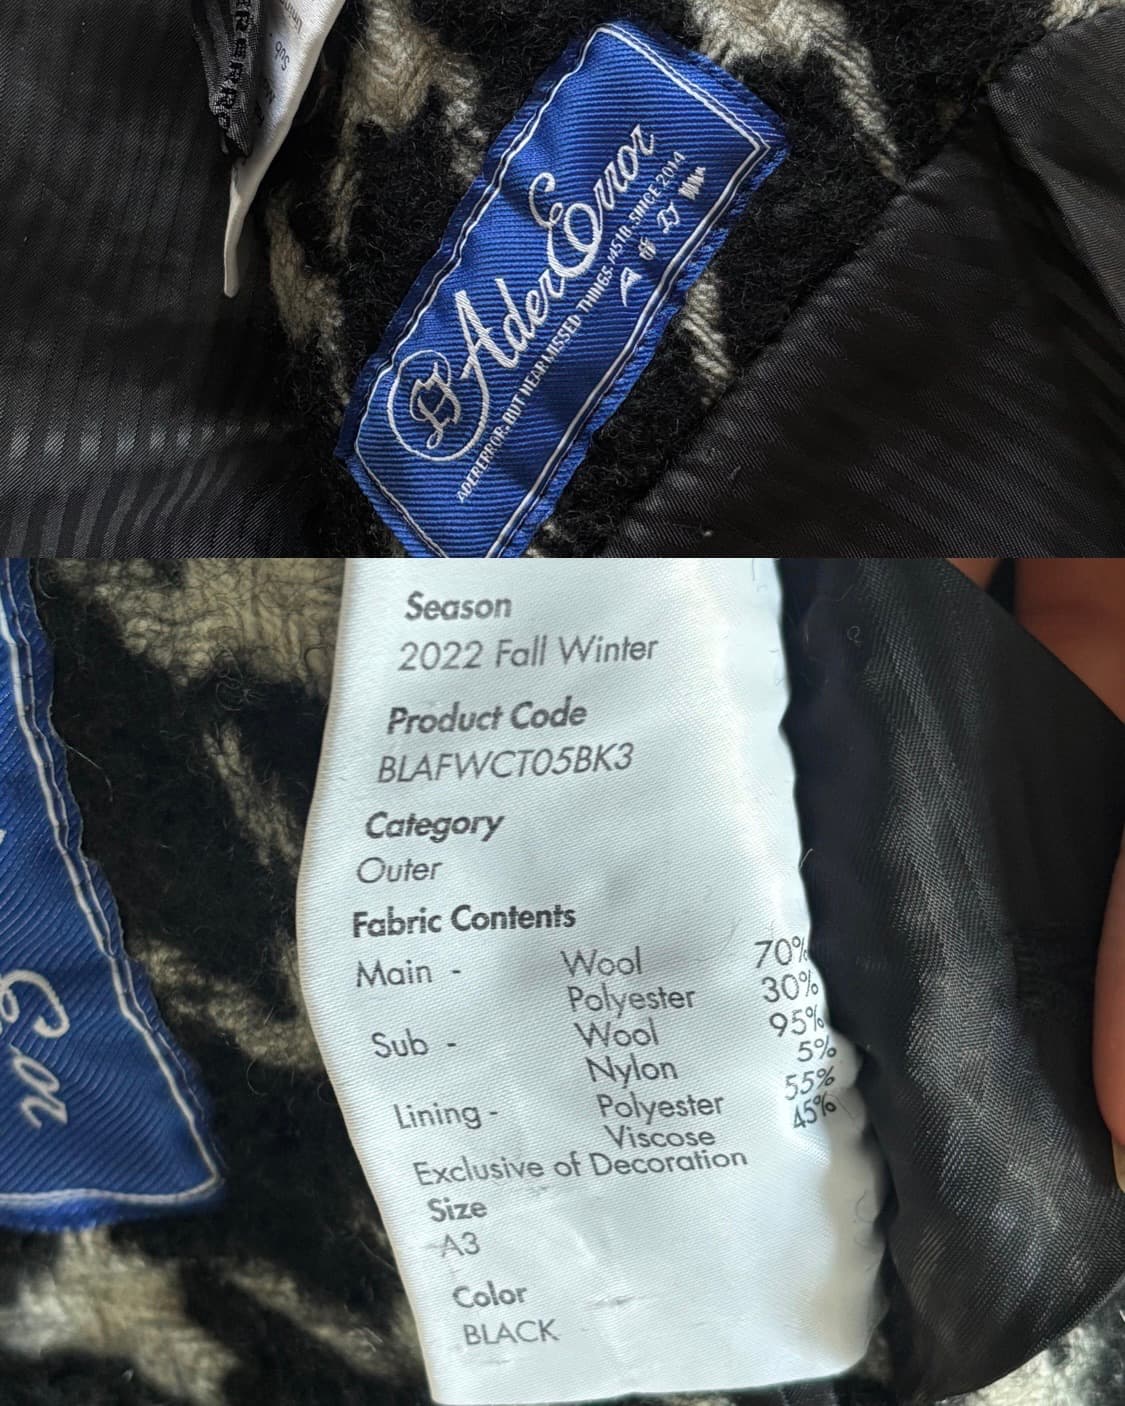 Ader Error
ADERERROR-BUT NEAR MISSED THINGS #451B-SINCE 2014
Season
2022 Fall Winter
Product Code
BLAFWCT05BK3
Category
Outer
Fabric Contents
Main - Wool 70%
Polyester 30%
Sub - Wool 95%
Nylon 5%
Lining - Polyester 55%
Viscose 45%
Exclusive of Decoration
Size
A3
Color
BLACK